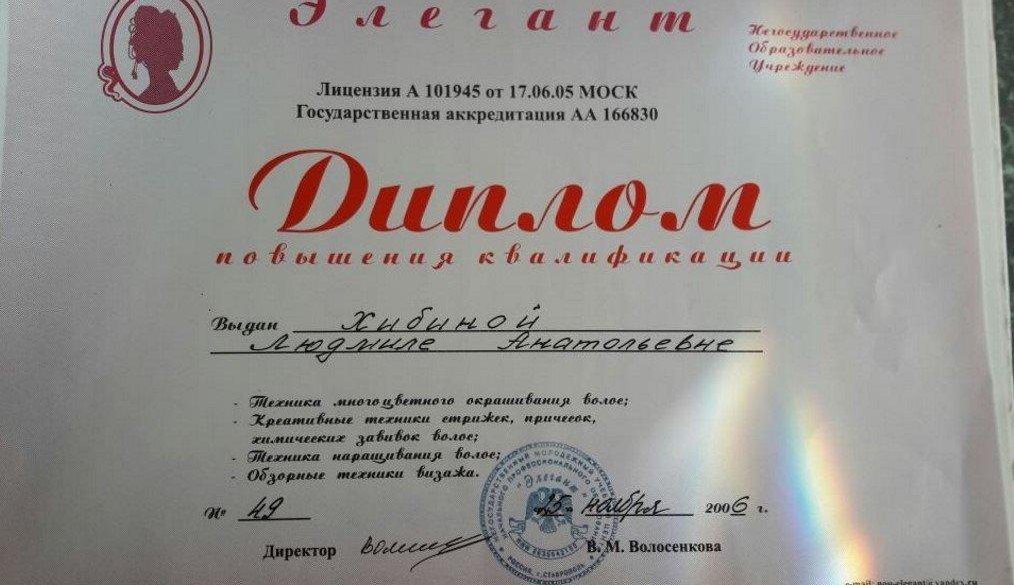 Элегант
Негосударственное
Образовательное
Учреждение
Лицензия А 101945 от 17.06.05 МОСК
Государственная аккредитация АА 166830
Диплом
повышения квалификации
Выдан Хибиной
Людмиле Анатольевне
- Техника многоцветного окрашивания волос;
- Креативные техники стрижек, причесок,
химических завивок волос;
- Техника наращивания волос;
- Обзорные техники визажа.
№ 49 15 ноября 2006 г.
Директор В. М. Волосенкова
Элегант